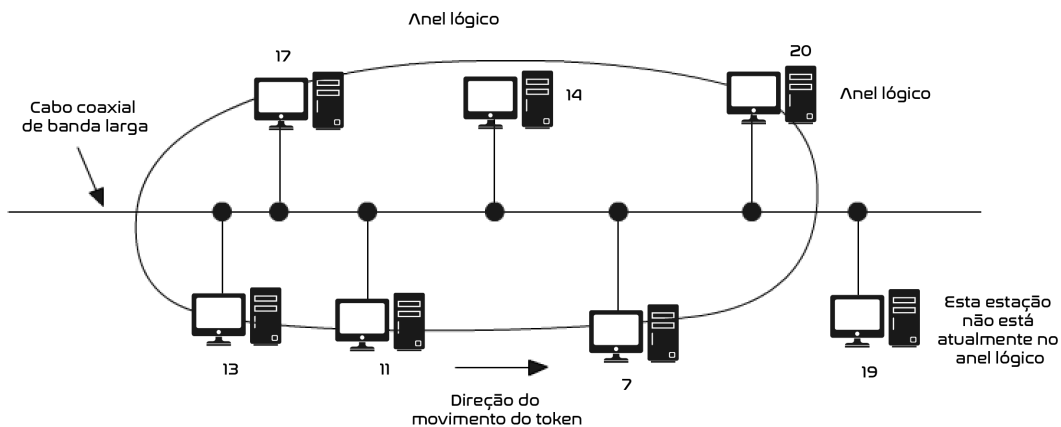 Anel lógico
17
20
14
Anel lógico
Cabo coaxial
de banda larga
13
11
7
19
Esta estação
não está
atualmente no
anel lógico
Direção do
movimento do token